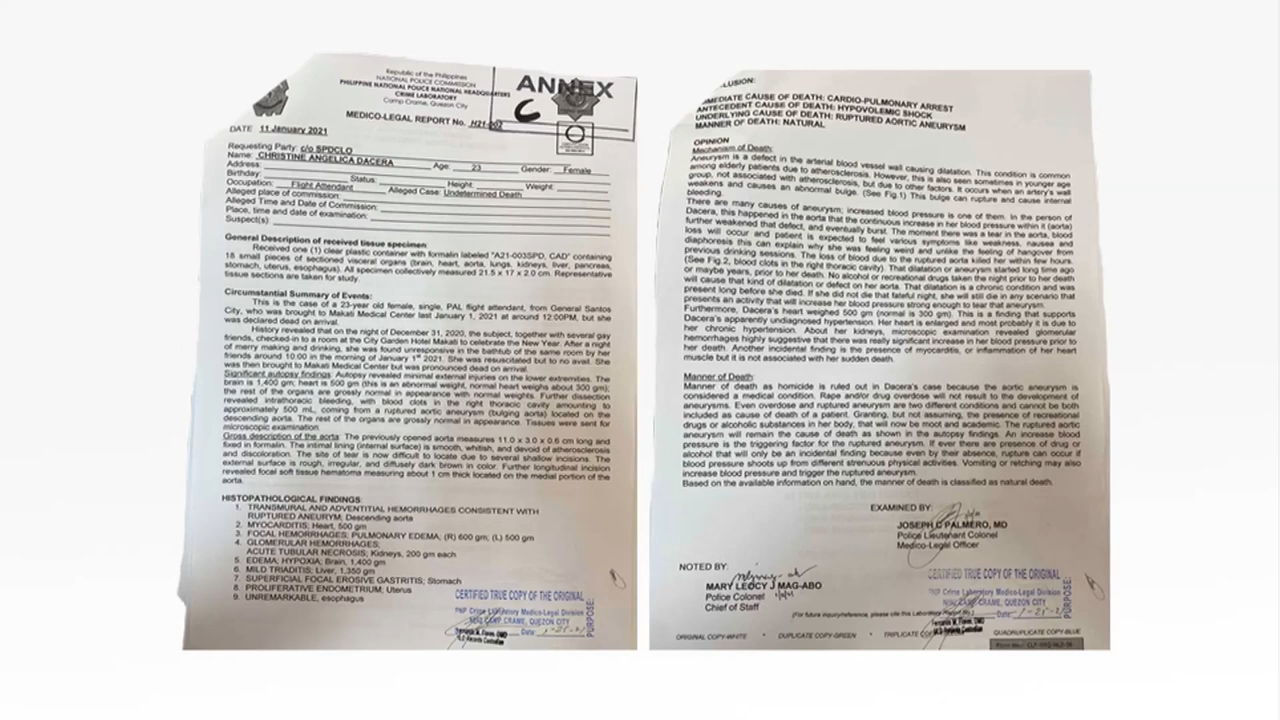 Republic of the Philippines
NATIONAL POLICE COMMISSION
PHILIPPINE NATIONAL POLICE NATIONAL HEADQUARTERS
CRIME LABORATORY
Camp Crame, Quezon City
ANNEX
C
MEDICO-LEGAL REPORT No. H21-002
DATE 11 January 2021
Requesting Party: c/o SPDCLO
Name: CHRISTINE ANGELICA DACERA Age: 23 Gender: Female
Address:
Birthday: Status: Height: Weight:
Occupation: Flight Attendant Alleged Case: Undetermined Death
Alleged place of commission:
Alleged Time and Date of Commission:
Place, time and date of examination:
Suspect(s)
General Description of received tissue specimen:
Received one (1) clear plastic container with formalin labeled "A21-003SPD, CAD" containing
18 small pieces of sectioned visceral organs (brain, heart, aorta, lungs, kidneys, liver, pancreas,
stomach, uterus, esophagus). All specimen collectively measured 21.5 x 17 x 2.0 cm. Representative
tissue sections are taken for study.
Circumstantial Summary of Events:
This is the case of a 23-year old female, single, PAL flight attendant, from General Santos
City, who was brought to Makati Medical Center last January 1, 2021 at around 12:00PM, but she
was declared dead on arrival.
History revealed that on the night of December 31, 2020, the subject, together with several gay
friends, checked-in to a room at the City Garden Hotel Makati to celebrate the New Year. After a night
of merry making and drinking, she was found unresponsive in the bathtub of the same room by her
friends around 10:00 in the morning of January 1st 2021. She was resuscitated but to no avail. She
was then brought to Makati Medical Center but was pronounced dead on arrival.
Significant autopsy findings: Autopsy revealed minimal external injuries on the lower extremities. The
brain is 1,400 gm; heart is 500 gm (this is an abnormal weight, normal heart weighs about 300 gm);
the rest of the organs are grossly normal in appearance with normal weights. Further dissection
revealed intrathoracic bleeding, with blood clots in the right thoracic cavity amounting to
approximately 500 mL, coming from a ruptured aortic aneurysm (bulging aorta) located on the
descending aorta. The rest of the organs are grossly normal in appearance. Tissues were sent for
microscopic examination.
Gross description of the aorta: The previously opened aorta measures 11.0 x 3.0 x 0.6 cm long and
fixed in formalin. The intimal lining (internal surface) is smooth, whitish, and devoid of atherosclerosis
and discoloration. The site of tear is now difficult to locate due to several shallow incisions. The
external surface is rough, irregular, and diffusely dark brown in color. Further longitudinal incision
revealed focal soft tissue hematoma measuring about 1 cm thick located on the medial portion of the
aorta.
HISTOPATHOLOGICAL FINDINGS:
1. TRANSMURAL AND ADVENTITIAL HEMORRHAGES CONSISTENT WITH
RUPTURED ANEURYM; Descending aorta
2. MYOCARDITIS; Heart, 500 gm
3. FOCAL HEMORRHAGES; PULMONARY EDEMA; (R) 600 gm; (L) 500 gm
4. GLOMERULAR HEMORRHAGES;
ACUTE TUBULAR NECROSIS; Kidneys, 200 gm each
5. EDEMA; HYPOXIA; Brain, 1,400 gm
6. MILD TRIADITIS; Liver, 1,350 gm
7. SUPERFICIAL FOCAL EROSIVE GASTRITIS; Stomach
8. PROLIFERATIVE ENDOMETRIUM; Uterus
9. UNREMARKABLE, esophagus
CERTIFIED TRUE COPY OF THE ORIGINAL
PNP Crime Laboratory Medico-Legal Division
NHQ CAMP CRAME, QUEZON CITY
Date:
PURPOSE:
LUSION:
MEDIATE CAUSE OF DEATH: CARDIO-PULMONARY ARREST
ANTECEDENT CAUSE OF DEATH: HYPOVOLEMIC SHOCK
UNDERLYING CAUSE OF DEATH: RUPTURED AORTIC ANEURYSM
MANNER OF DEATH: NATURAL
OPINION
Mechanism of Death:
Aneurysm is a defect in the arterial blood vessel wall causing dilatation. This condition is common
among elderly patients due to atherosclerosis. However, this is also seen sometimes in younger age
group, not associated with atherosclerosis, but due to other factors. It occurs when an artery's wall
weakens and causes an abnormal bulge. (See Fig.1) This bulge can rupture and cause internal
bleeding.
There are many causes of aneurysm; increased blood pressure is one of them. In the person of
Dacera, this happened in the aorta that the continuous increase in her blood pressure within it (aorta)
further weakened that defect, and eventually burst. The moment there was a tear in the aorta, blood
loss will occur and patient is expected to feel various symptoms like weakness, nausea and
diaphoresis this can explain why she was feeling weird and unlike the feeling of hangover from
previous drinking sessions. The loss of blood due to the ruptured aorta killed her within few hours.
(See Fig.2, blood clots in the right thoracic cavity). That dilatation or aneurysm started long time ago
or maybe years, prior to her death. No alcohol or recreational drugs taken the night prior to her death
will cause that kind of dilatation or defect on her aorta. That dilatation is a chronic condition and was
present long before she died. If she did not die that fateful night, she will still die in any scenario that
presents an activity that will increase her blood pressure strong enough to tear that aneurysm.
Furthermore, Dacera's heart weighed 500 gm (normal is 300 gm). This is a finding that supports
Dacera's apparently undiagnosed hypertension. Her heart is enlarged and most probably it is due to
her chronic hypertension. About her kidneys, microscopic examination revealed glomerular
hemorrhages highly suggestive that there was really significant increase in her blood pressure prior to
her death. Another incidental finding is the presence of myocarditis, or inflammation of her heart
muscle but it is not associated with her sudden death.
Manner of Death:
Manner of death as homicide is ruled out in Dacera's case because the aortic aneurysm is
considered a medical condition. Rape and/or drug overdose will not result to the development of
aneurysms. Even overdose and ruptured aneurysm are two different conditions and cannot be both
included as cause of death of a patient. Granting, but not assuming, the presence of recreational
drugs or alcoholic substances in her body, that will now be moot and academic. The ruptured aortic
aneurysm will remain the cause of death as shown in the autopsy findings. An increase blood
pressure is the triggering factor for the ruptured aneurysm. If ever there are presence of drug or
alcohol that will only be an incidental finding because even by their absence, rupture can occur if
blood pressure shoots up from different strenuous physical activities. Vomiting or retching may also
increase blood pressure and trigger the ruptured aneurysm.
Based on the available information on hand, the manner of death is classified as natural death.
EXAMINED BY:
JOSEPH C PALMERO, MD
Police Lieutenant Colonel
Medico-Legal Officer
NOTED BY:
MARY LEOCY J MAG-ABO
Police Colonel
Chief of Staff
CERTIFIED TRUE COPY OF THE ORIGINAL
PNP Crime Laboratory Medico-Legal Division
NHQ CAMP CRAME, QUEZON CITY
Date:
PURPOSE:
(For future inquiry/reference, please cite this Laboratory Report No.)
ORIGINAL COPY-WHITE • DUPLICATE COPY-GREEN • TRIPLICATE QUADRUPLICATE COPY-BLUE